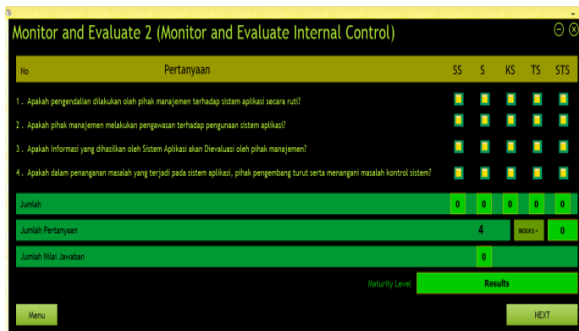 Monitor and Evaluate 2 (Monitor and Evaluate Internal Control)
No Pertanyaan SS S KS TS STS
1 . Apakah pengendalian dilakukan oleh pihak manajemen terhadap sistem aplikasi secara ruti?
2 . Apakah pihak manajemen melakukan pengawasan terhadap pengunaan sistem aplikasi?
3 . Apakah Informasi yang dihasilkan oleh Sistem Aplikasi akan Dievaluasi oleh pihak manajemen?
4 . Apakah dalam penanganan masalah yang terjadi pada sistem aplikasi, pihak pengembang turut serta menangani masalah kontrol sistem?
Jumlah 0 0 0 0 0
Jumlah Pertanyaan 4 0
Jumlah Nilai Jawaban 0
Maturity Level Results
Menu NEXT